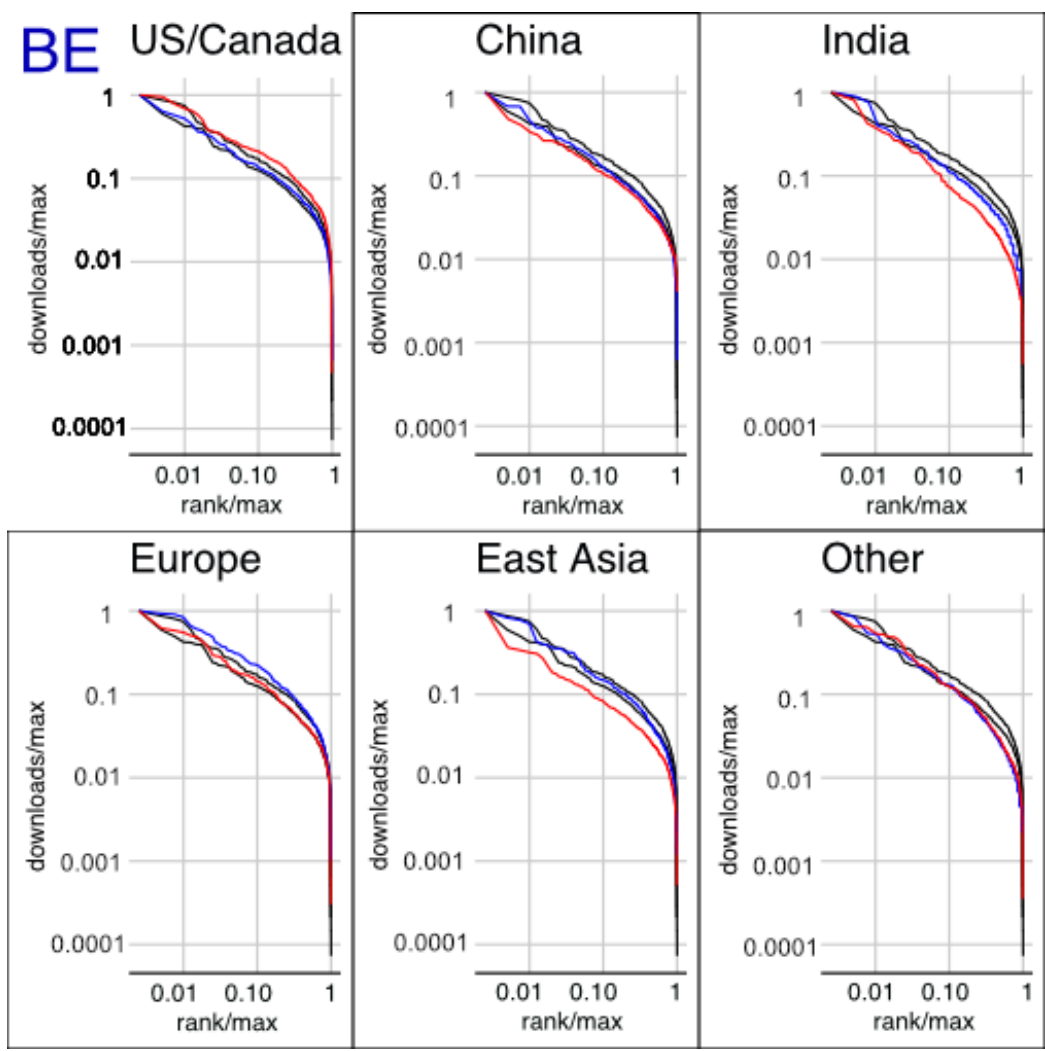 BE
US/Canada
1
0.1
0.01
0.001
0.0001
downloads/max
0.01 0.10 1
rank/max
China
1
0.1
0.01
0.001
0.0001
downloads/max
0.01 0.10 1
rank/max
India
1
0.1
0.01
0.001
0.0001
downloads/max
0.01 0.10 1
rank/max
Europe
1
0.1
0.01
0.001
0.0001
downloads/max
0.01 0.10 1
rank/max
East Asia
1
0.1
0.01
0.001
0.0001
downloads/max
0.01 0.10 1
rank/max
Other
1
0.1
0.01
0.001
0.0001
downloads/max
0.01 0.10 1
rank/max